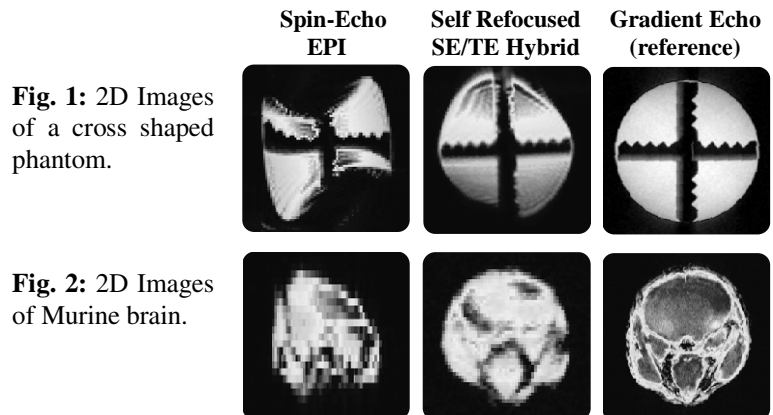 Spin-Echo
EPI
Self Refocused
SE/TE Hybrid
Gradient Echo
(reference)
Fig. 1: 2D Images
of a cross shaped
phantom.
Fig. 2: 2D Images
of Murine brain.